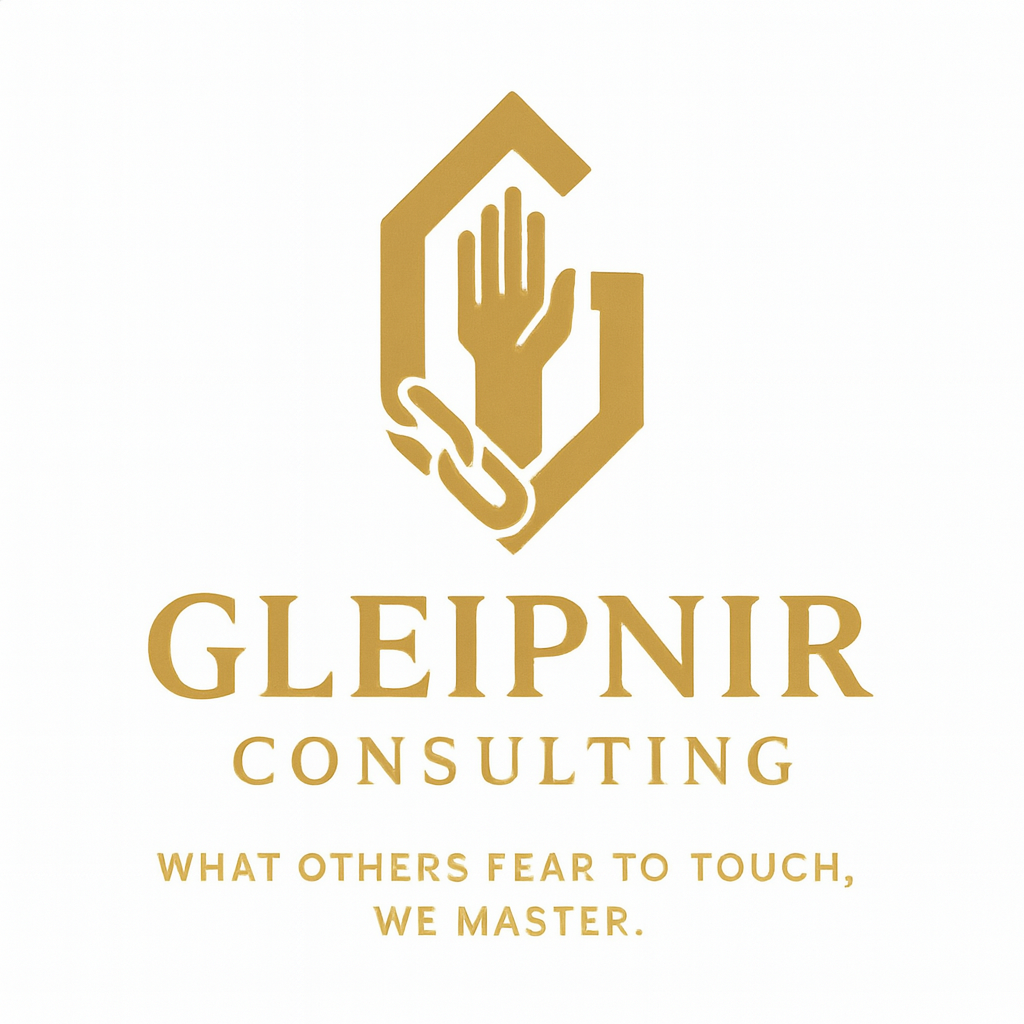 GLEIPNIR
CONSULTING
WHAT OTHERS FEAR TO TOUCH,
WE MASTER.